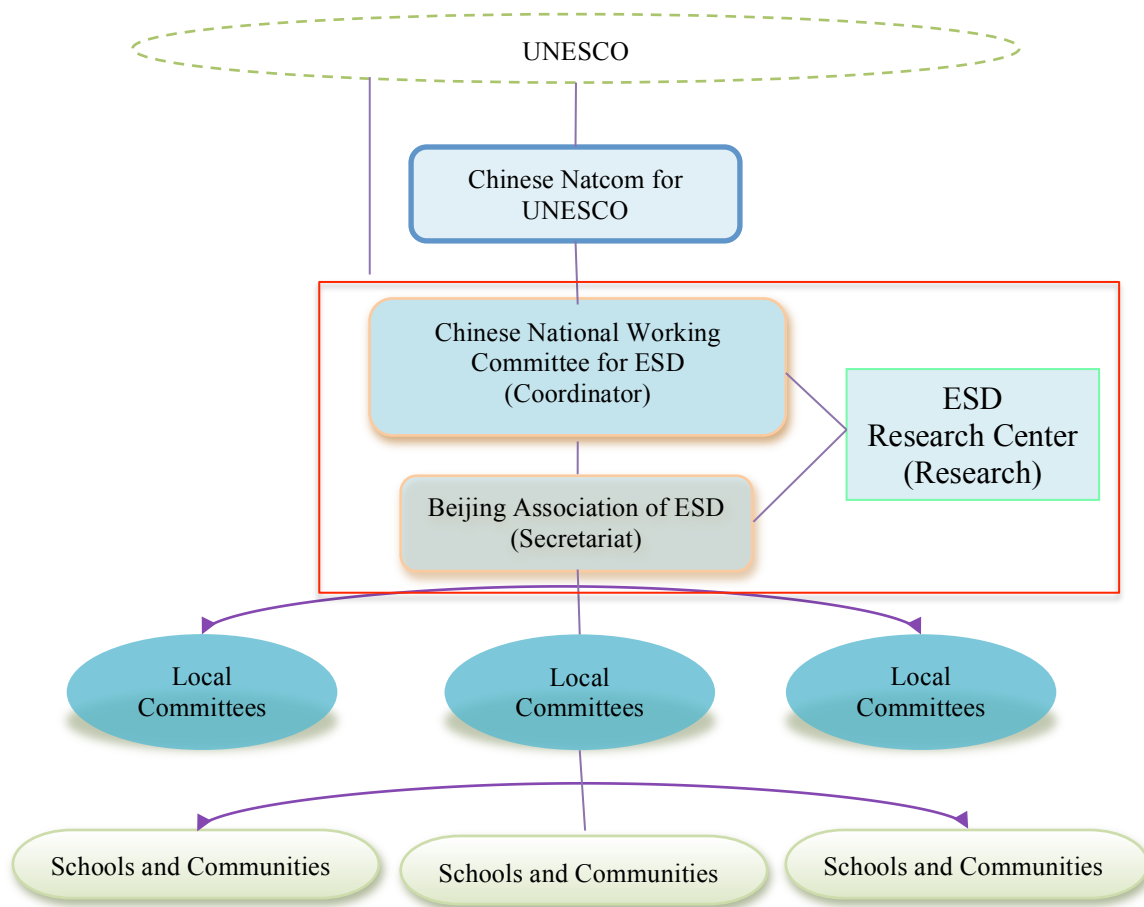 UNESCO
Chinese Natcom for
UNESCO
Chinese National Working
Committee for ESD
(Coordinator)
ESD
Research Center
(Research)
Beijing Association of ESD
(Secretariat)
Local
Committees
Local
Committees
Local
Committees
Schools and Communities
Schools and Communities
Schools and Communities